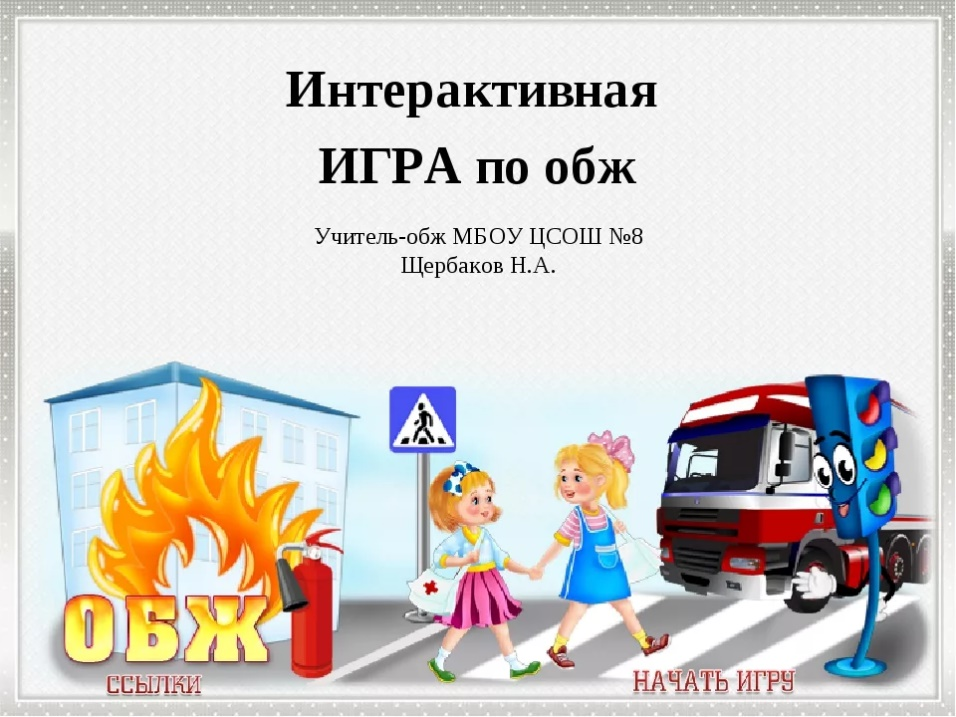 Интерактивная
ИГРА по обж
Учитель-обж МБОУ ЦСОШ №8
Щербаков Н.А.
ОБЖ
ССЫЛКИ
НАЧАТЬ ИГРУ